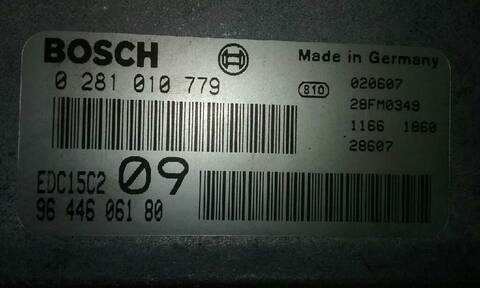 BOSCH
Made in Germany
0 281 010 779
810
020607
28FM0349
1166 1860
28607
EDC15C2 09
96 446 061 80